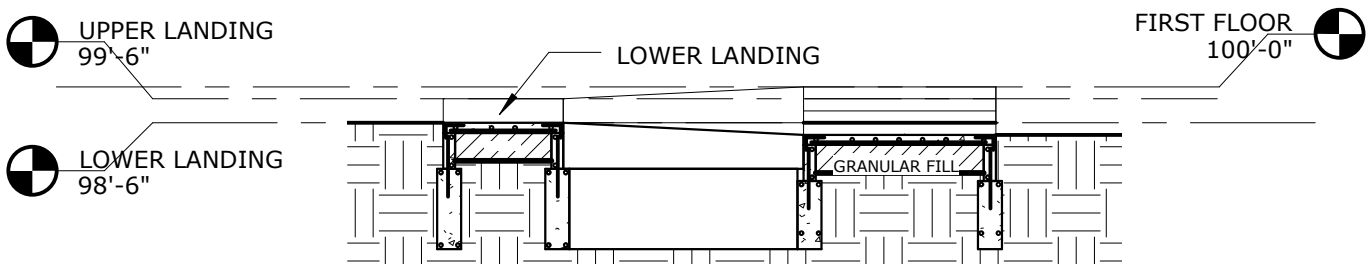 UPPER LANDING
99'-6"
LOWER LANDING
FIRST FLOOR
100'-0"
LOWER LANDING
98'-6"
GRANULAR FILL